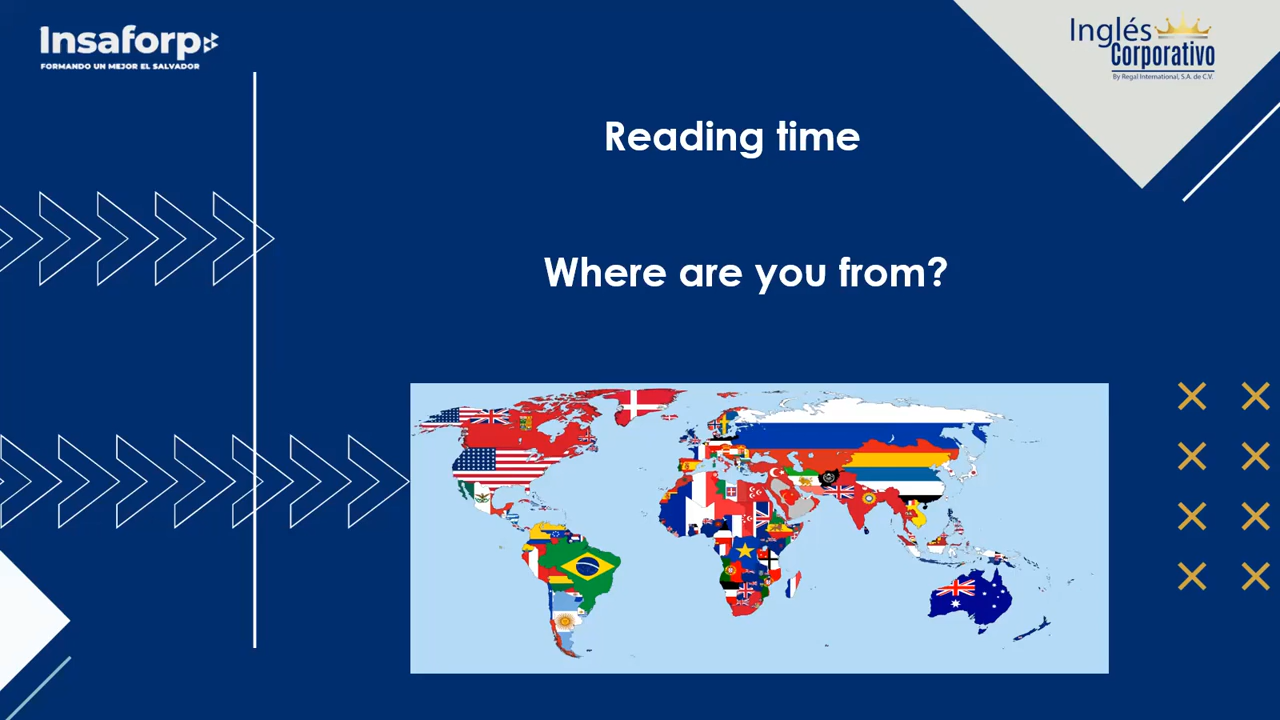 Insaforp
FORMANDO UN MEJOR EL SALVADOR
Inglés
Corporativo
By Regal International, S.A. de C.V.
Reading time
Where are you from?